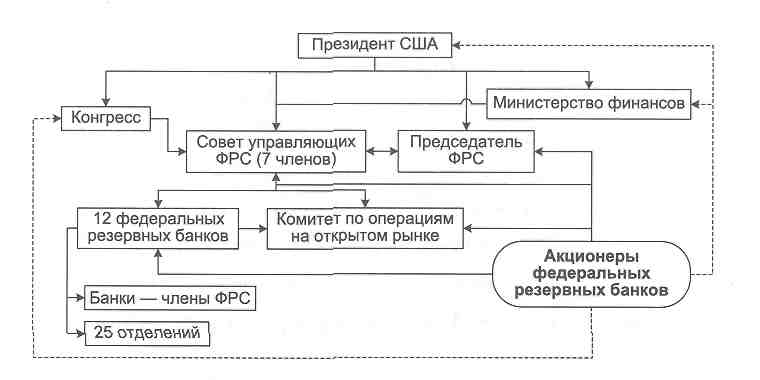 Президент США
Министерство финансов
Конгресс
Совет управляющих
ФРС (7 членов)
Председатель
ФРС
12 федеральных
резервных банков
Комитет по операциям
на открытом рынке
Акционеры
федеральных
резервных банков
Банки — члены ФРС
25 отделений